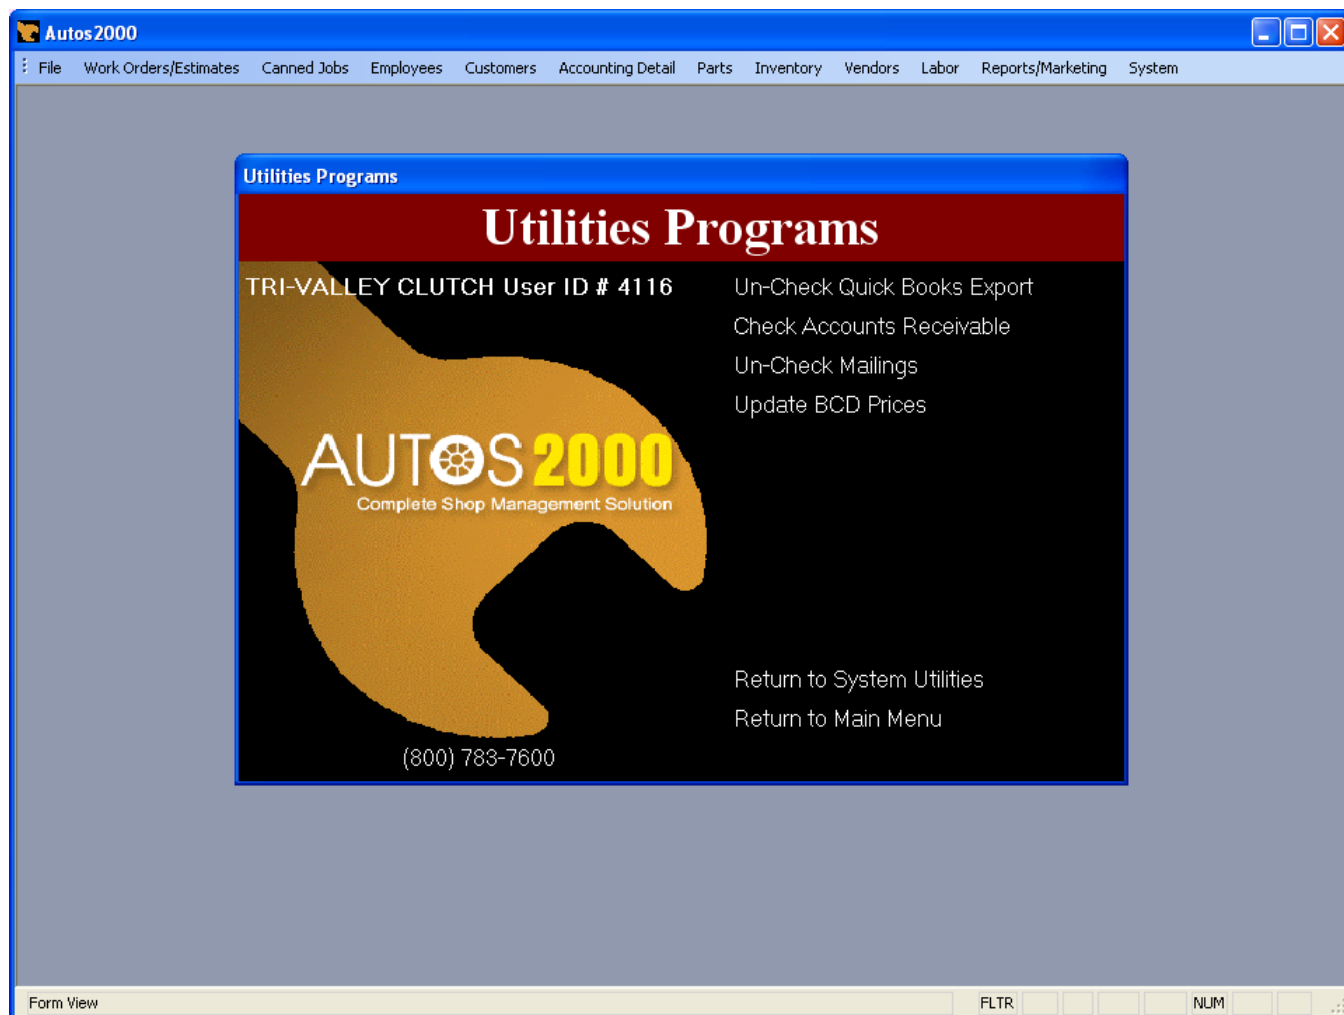 Autos2000
File Work Orders/Estimates Canned Jobs Employees Customers Accounting Detail Parts Inventory Vendors Labor Reports/Marketing System
Utilities Programs
Utilities Programs
TRI-VALLEY CLUTCH User ID # 4116
Un-Check Quick Books Export
Check Accounts Receivable
Un-Check Mailings
Update BCD Prices
AUTOS 2000
Complete Shop Management Solution
Return to System Utilities
Return to Main Menu
(800) 783-7600
Form View FLTR NUM